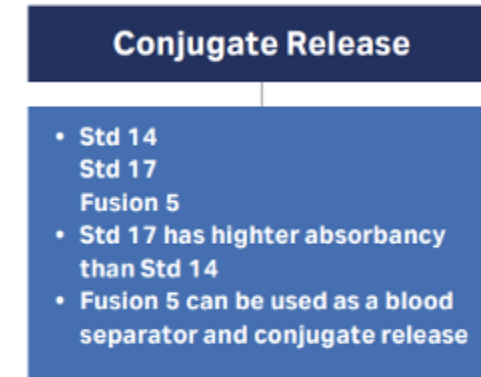 Conjugate Release
• Std 14
Std 17
Fusion 5
• Std 17 has highter absorbancy
than Std 14
• Fusion 5 can be used as a blood
separator and conjugate release